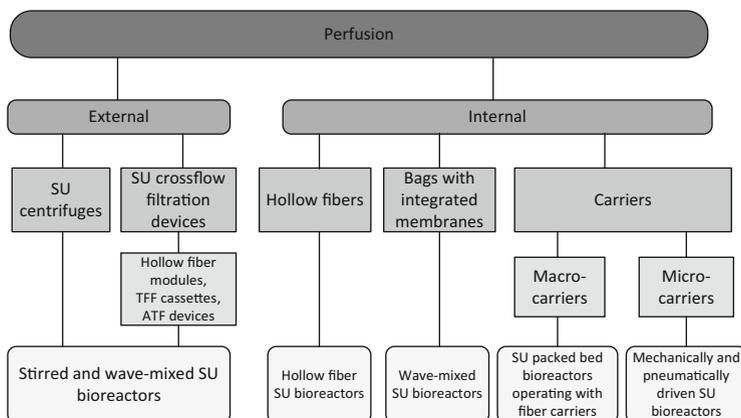 Perfusion
External
Internal
SU
centrifuges
SU crossflow
filtration
devices
Hollow fibers
Bags with
integrated
membranes
Carriers
Hollow fiber
modules,
TFF cassettes,
ATF devices
Macro-
carriers
Micro-
carriers
Stirred and wave-mixed SU
bioreactors
Hollow fiber
SU bioreactors
Wave-mixed
SU bioreactors
SU packed bed
bioreactors
operating with
fiber carriers
Mechanically and
pneumatically
driven SU
bioreactors